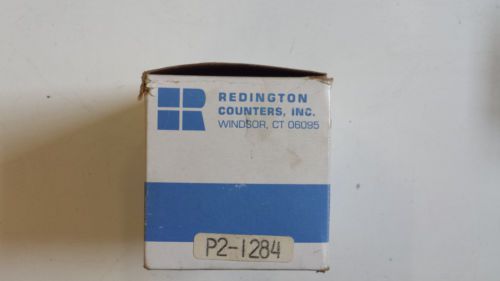 REDINGTON
COUNTERS, INC.
WINDSOR, CT 06095
P2-1284